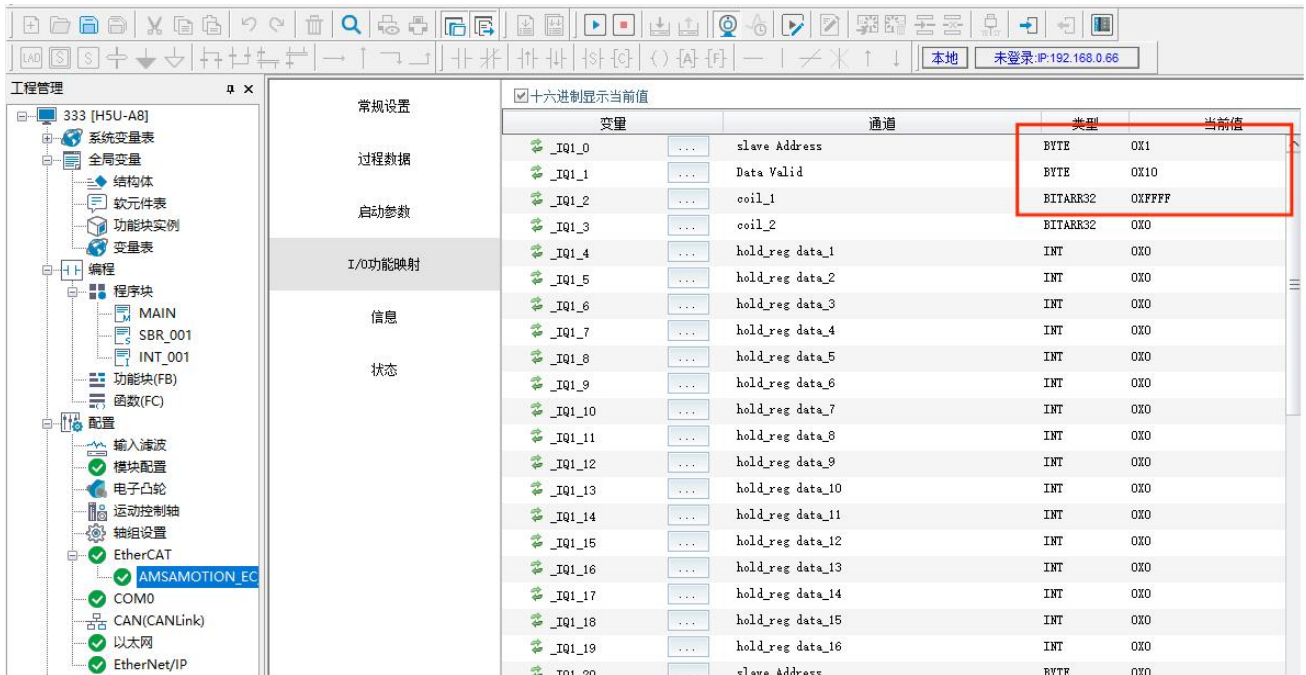 LAD
S
S
S
C
A
F
本地
未登录:IP:192.168.0.66
工程管理
333 [H5U-A8]
系统变量表
全局变量
结构体
软元件表
功能块实例
变量表
编程
程序块
MAIN
SBR_001
INT_001
功能块(FB)
函数(FC)
配置
输入滤波
模块配置
电子凸轮
运动控制轴
轴组设置
EtherCAT
AMSAMOTION_EC
COM0
CAN(CANLink)
以太网
EtherNet/IP
常规设置
过程数据
启动参数
I/O功能映射
信息
状态
十六进制显示当前值
变量 通道 类型 当前值
_IQ1_0 ... slave Address BYTE 0X1
_IQ1_1 ... Data Valid BYTE 0X10
_IQ1_2 ... coil_1 BITARR32 0XFFFF
_IQ1_3 ... coil_2 BITARR32 0X0
_IQ1_4 ... hold_reg data_1 INT 0X0
_IQ1_5 ... hold_reg data_2 INT 0X0
_IQ1_6 ... hold_reg data_3 INT 0X0
_IQ1_7 ... hold_reg data_4 INT 0X0
_IQ1_8 ... hold_reg data_5 INT 0X0
_IQ1_9 ... hold_reg data_6 INT 0X0
_IQ1_10 ... hold_reg data_7 INT 0X0
_IQ1_11 ... hold_reg data_8 INT 0X0
_IQ1_12 ... hold_reg data_9 INT 0X0
_IQ1_13 ... hold_reg data_10 INT 0X0
_IQ1_14 ... hold_reg data_11 INT 0X0
_IQ1_15 ... hold_reg data_12 INT 0X0
_IQ1_16 ... hold_reg data_13 INT 0X0
_IQ1_17 ... hold_reg data_14 INT 0X0
_IQ1_18 ... hold_reg data_15 INT 0X0
_IQ1_19 ... hold_reg data_16 INT 0X0
_IQ1_20 slave Address BYTE 0X0